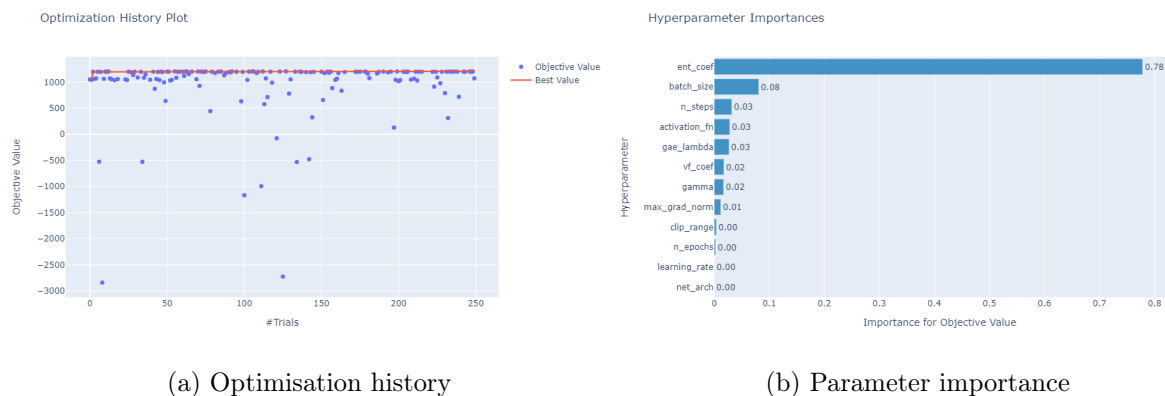 Optimization History Plot
Objective Value
Best Value
1000
500
0
−500
−1000
−1500
−2000
−2500
−3000
Objective Value
0 50 100 150 200 250
#Trials
(a) Optimisation history
Hyperparameter Importances
Hyperparameter
ent_coef 0.78
batch_size 0.08
n_steps 0.03
activation_fn 0.03
gae_lambda 0.03
vf_coef 0.02
gamma 0.02
max_grad_norm 0.01
clip_range 0.00
n_epochs 0.00
learning_rate 0.00
net_arch 0.00
0 0.1 0.2 0.3 0.4 0.5 0.6 0.7 0.8
Importance for Objective Value
(b) Parameter importance